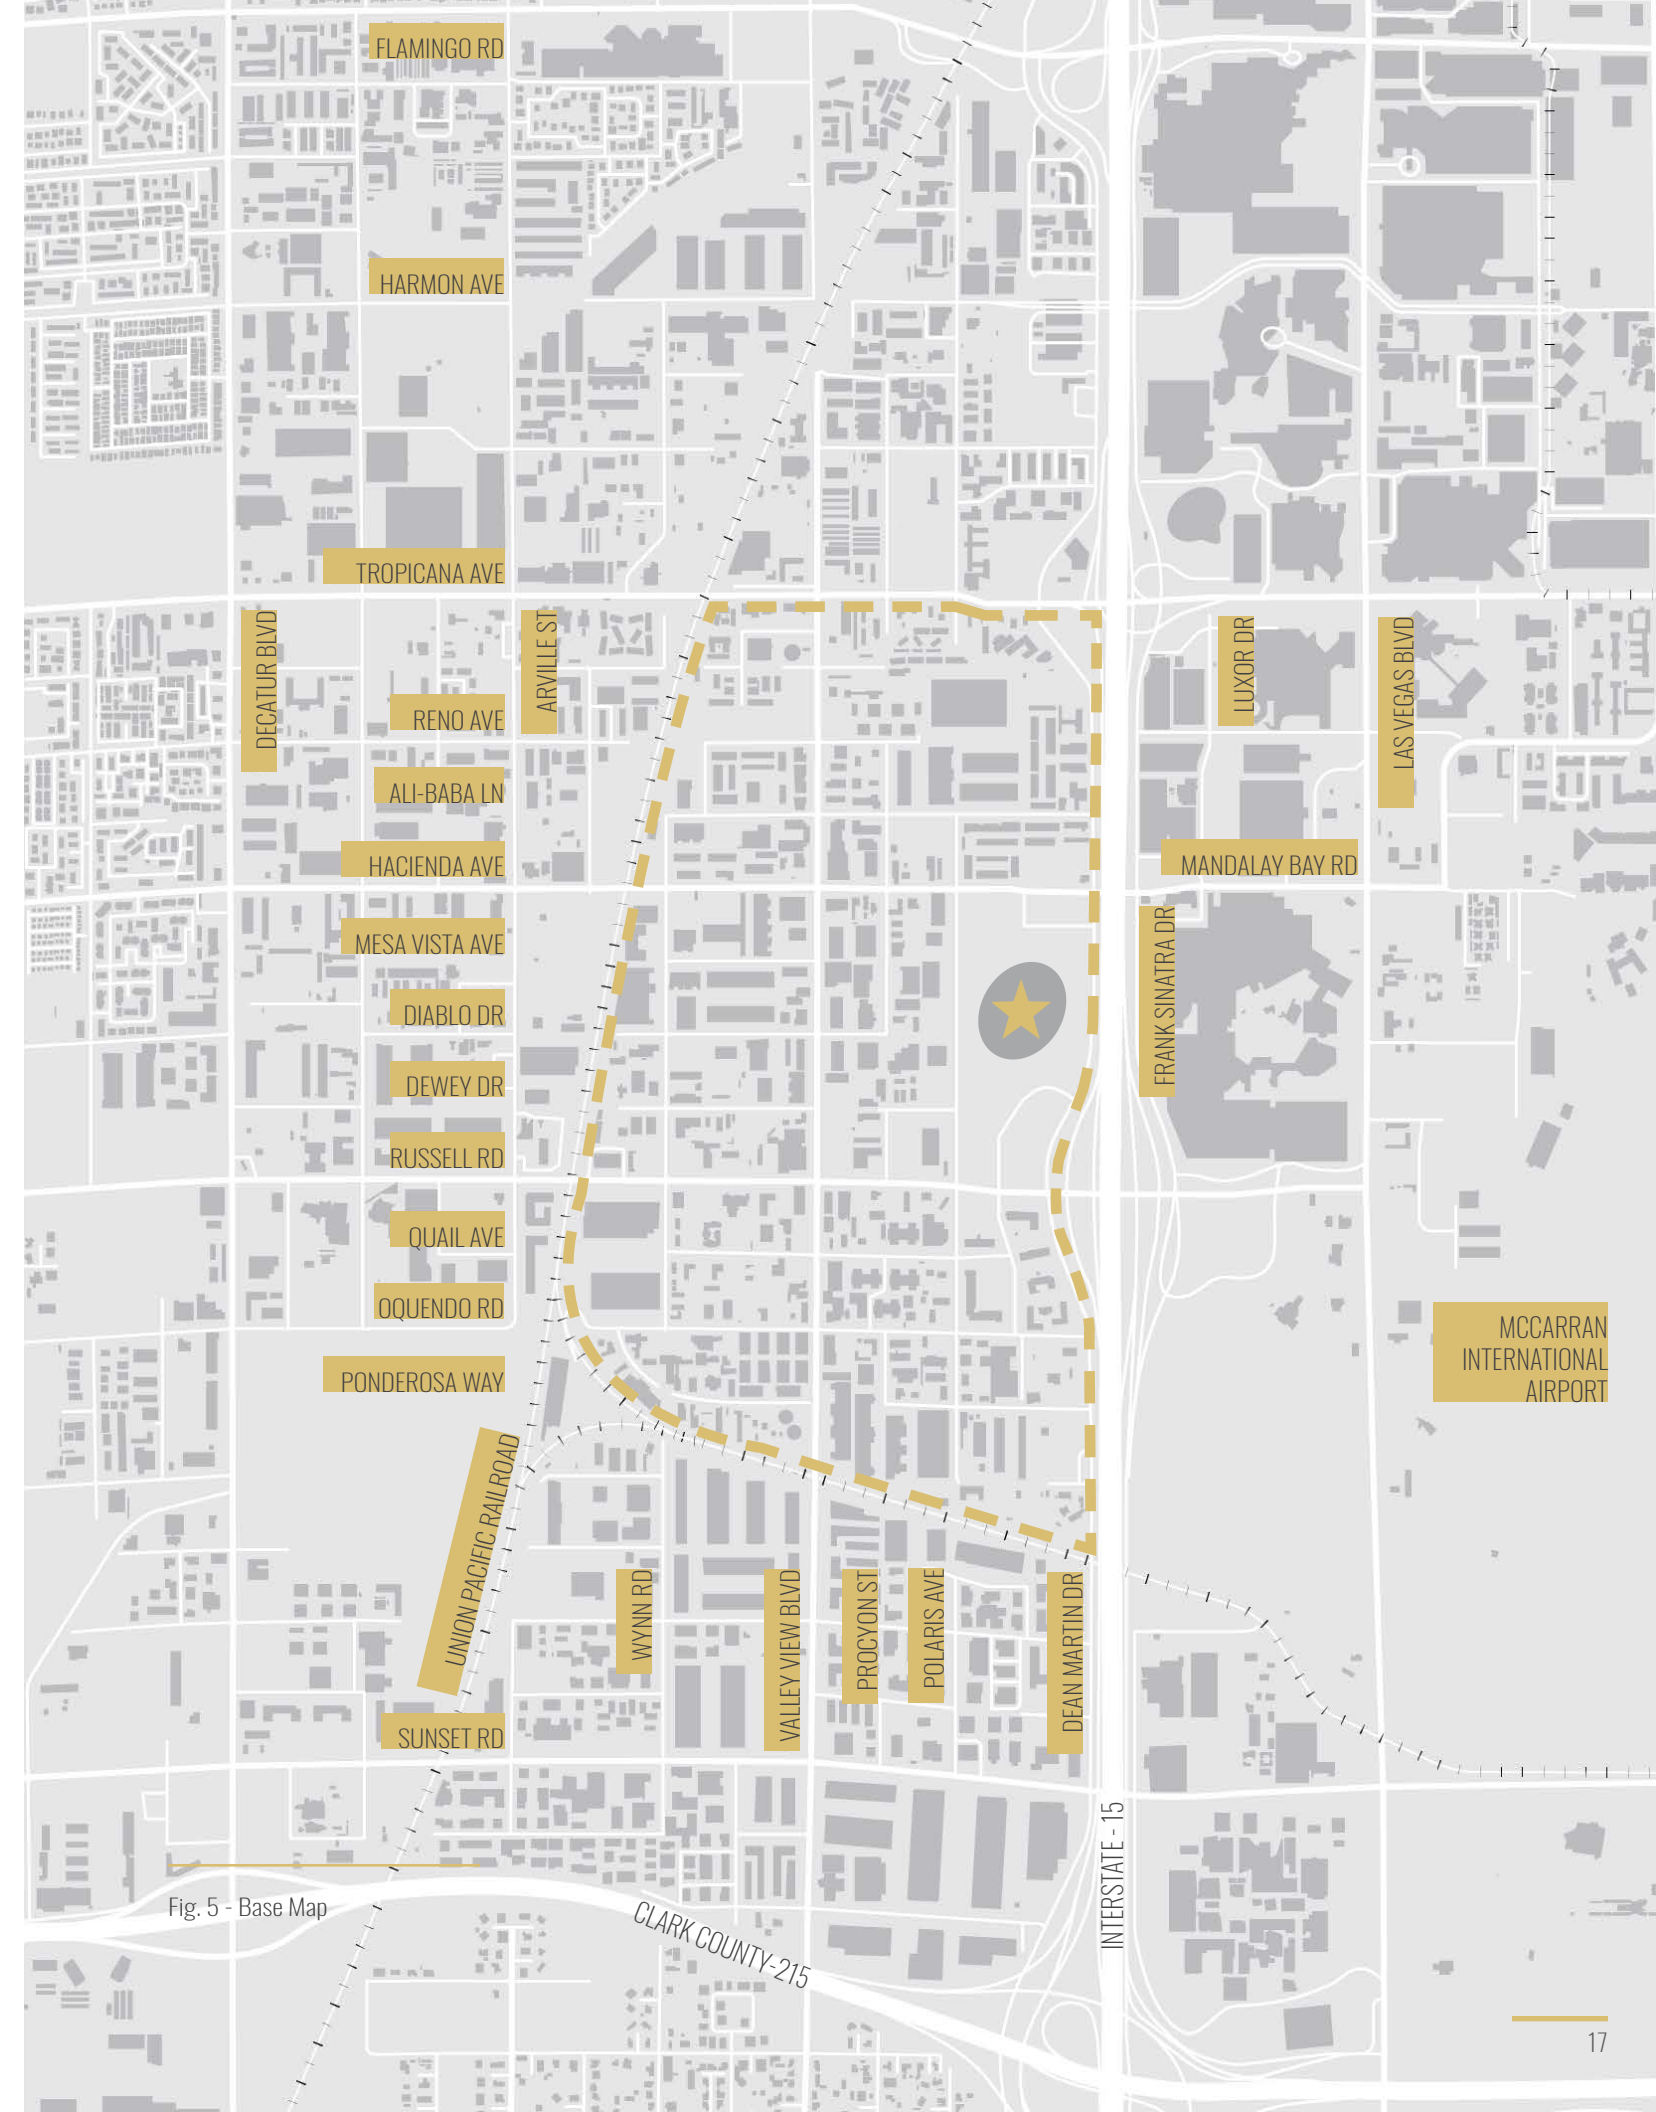 FLAMINGO RD
HARMON AVE
TROPICANA AVE
DECATUR BLVD
ARVILLE ST
LUXOR DR
LAS VEGAS BLVD
RENO AVE
ALI-BABA LN
HACIENDA AVE
MANDALAY BAY RD
MESA VISTA AVE
FRANK SINATRA DR
DIABLO DR
DEWEY DR
RUSSELL RD
QUAIL AVE
OQUENDO RD
MCCARRAN
INTERNATIONAL
AIRPORT
PONDEROSA WAY
UNION PACIFIC RAILROAD
WYNN RD
VALLEY VIEW BLVD
PROCYON ST
POLARIS AVE
DEAN MARTIN DR
SUNSET RD
INTERSTATE - 15
CLARK COUNTY-215
Fig. 5 - Base Map
17